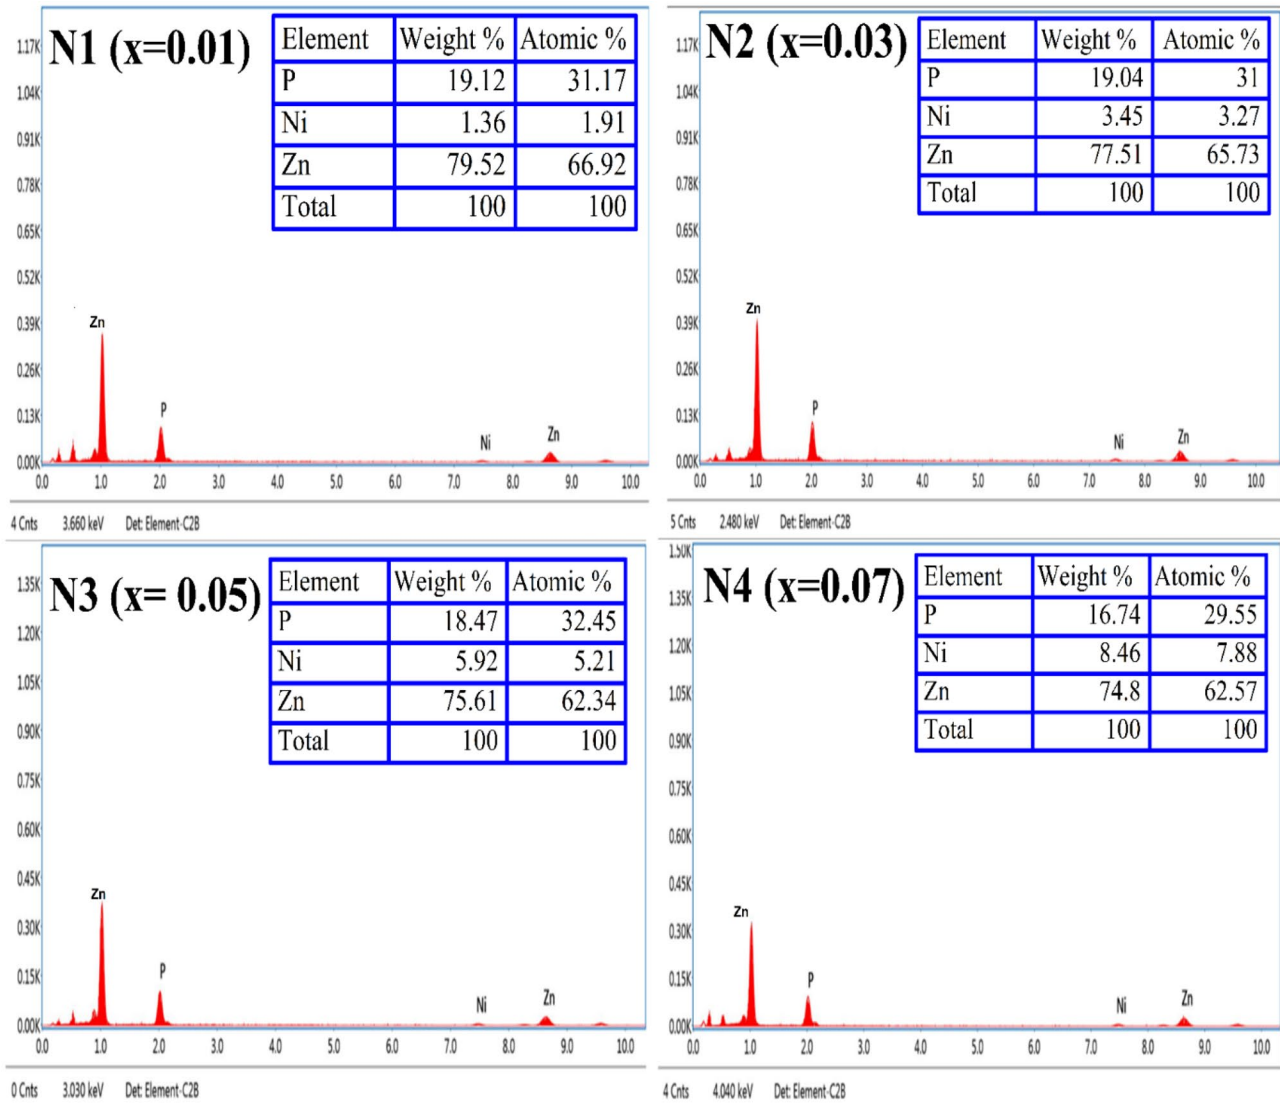 N1 (x=0.01)
Element Weight % Atomic %
P 19.12 31.17
Ni 1.36 1.91
Zn 79.52 66.92
Total 100 100
1.17K
1.04K
0.91K
0.78K
0.65K
0.52K
0.39K
0.26K
0.13K
0.00K
Zn
P
Ni
Zn
0.0 1.0 2.0 3.0 4.0 5.0 6.0 7.0 8.0 9.0 10.0
4 Cnts 3.660 keV Det: Element-C2B
N2 (x=0.03)
Element Weight % Atomic %
P 19.04 31
Ni 3.45 3.27
Zn 77.51 65.73
Total 100 100
1.17K
1.04K
0.91K
0.78K
0.65K
0.52K
0.39K
0.26K
0.13K
0.00K
Zn
P
Ni
Zn
0.0 1.0 2.0 3.0 4.0 5.0 6.0 7.0 8.0 9.0 10.0
5 Cnts 2.480 keV Det: Element-C2B
N3 (x= 0.05)
Element Weight % Atomic %
P 18.47 32.45
Ni 5.92 5.21
Zn 75.61 62.34
Total 100 100
1.35K
1.20K
1.05K
0.90K
0.75K
0.60K
0.45K
0.30K
0.15K
0.00K
Zn
P
Ni
Zn
0.0 1.0 2.0 3.0 4.0 5.0 6.0 7.0 8.0 9.0 10.0
0 Cnts 3.030 keV Det: Element-C2B
N4 (x=0.07)
Element Weight % Atomic %
P 16.74 29.55
Ni 8.46 7.88
Zn 74.8 62.57
Total 100 100
1.50K
1.35K
1.20K
1.05K
0.90K
0.75K
0.60K
0.45K
0.30K
0.15K
0.00K
Zn
P
Ni
Zn
0.0 1.0 2.0 3.0 4.0 5.0 6.0 7.0 8.0 9.0 10.0
4 Cnts 4.040 keV Det: Element-C2B